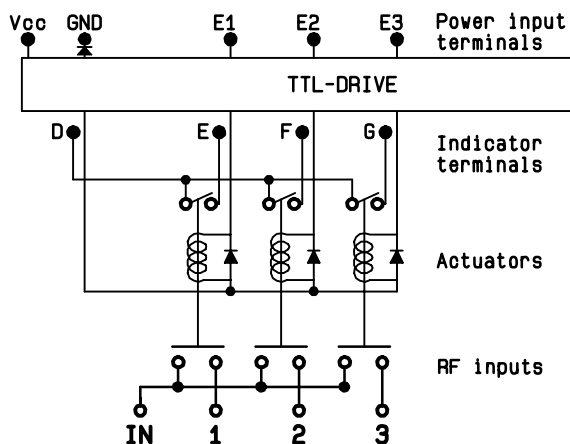 Vcc GND E1 E2 E3 Power input
terminals
TTL-DRIVE
D E F G Indicator
terminals
Actuators
RF inputs
IN 1 2 3